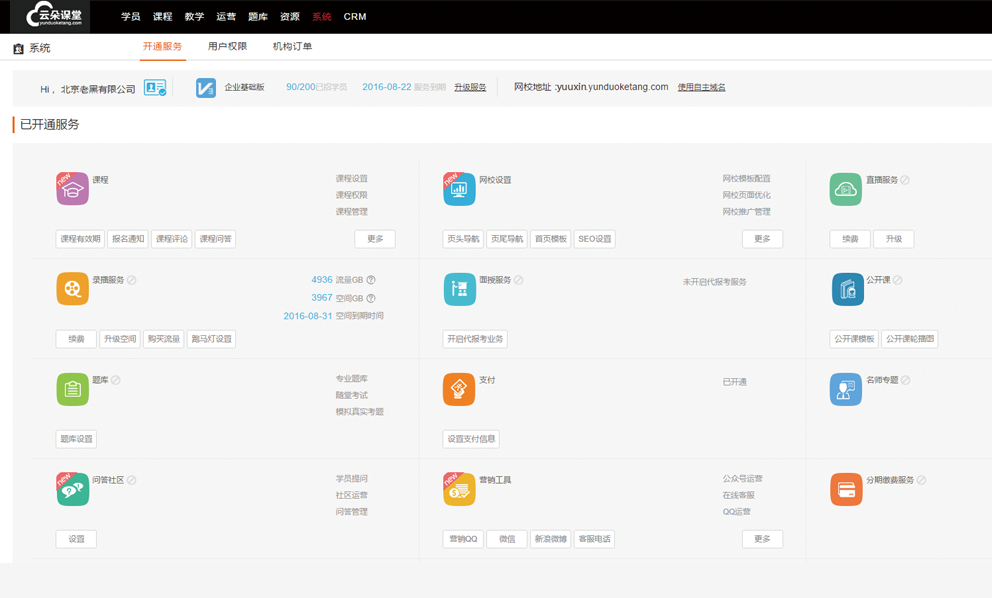 云朵课堂
yunduoketang.com
学员 课程 教学 运营 题库 资源 系统 CRM
系统 开通服务 用户权限 机构订单
Hi，北京老黑有限公司 企业基础版 90/200已招学员 2016-08-22 服务到期 升级服务 网校地址 :yuuxin.yunduoketang.com 使用自主域名
已开通服务
new 课程
课程设置
课程权限
课程管理
课程有效期 报名通知 课程评论 课程问答 更多
new 网校设置
网校模板配置
网校页面优化
网校推广管理
页头导航 页尾导航 首页模板 SEO设置 更多
直播服务
续费 升级
录播服务
4936 流量GB
3967 空间GB
2016-08-31 空间到期时间
续费 升级空间 购买流量 跑马灯设置
面授服务
未开启代报考服务
开启代报考业务
公开课
公开课模板 公开课轮播图
题库
专业题库
随堂考试
模拟真实考题
题库设置
支付
已开通
设置支付信息
名师专题
new 问答社区
学员提问
社区运营
问答管理
设置
new 营销工具
公众号运营
在线客服
QQ运营
营销QQ 微信 新浪微博 客服电话 更多
分期缴费服务